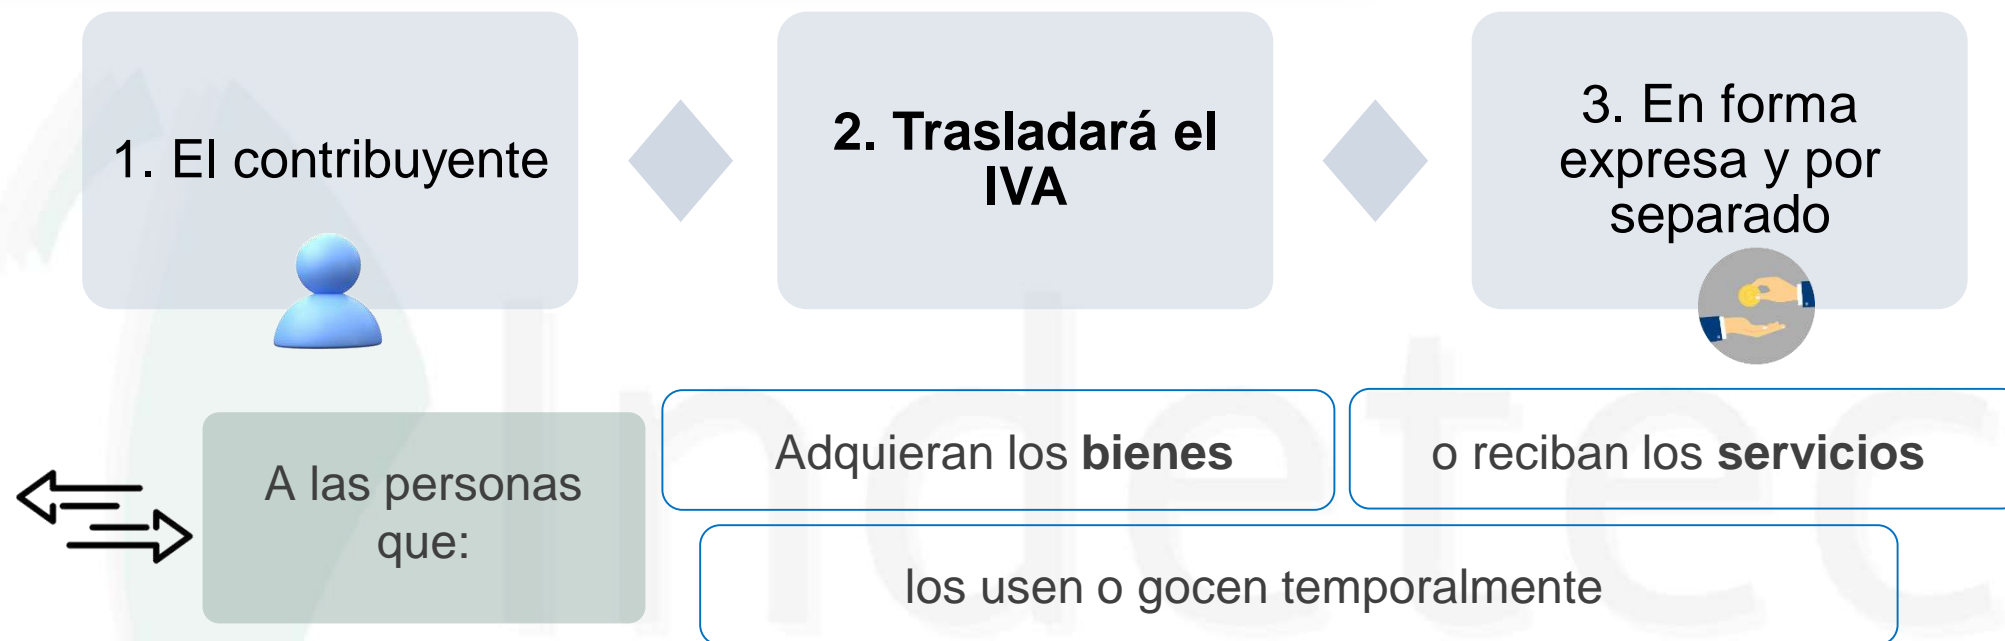 1. El contribuyente
2. Trasladará el
IVA
3. En forma
expresa y por
separado
A las personas
que:
Adquieran los bienes
o reciban los servicios
los usen o gocen temporalmente
Indetec